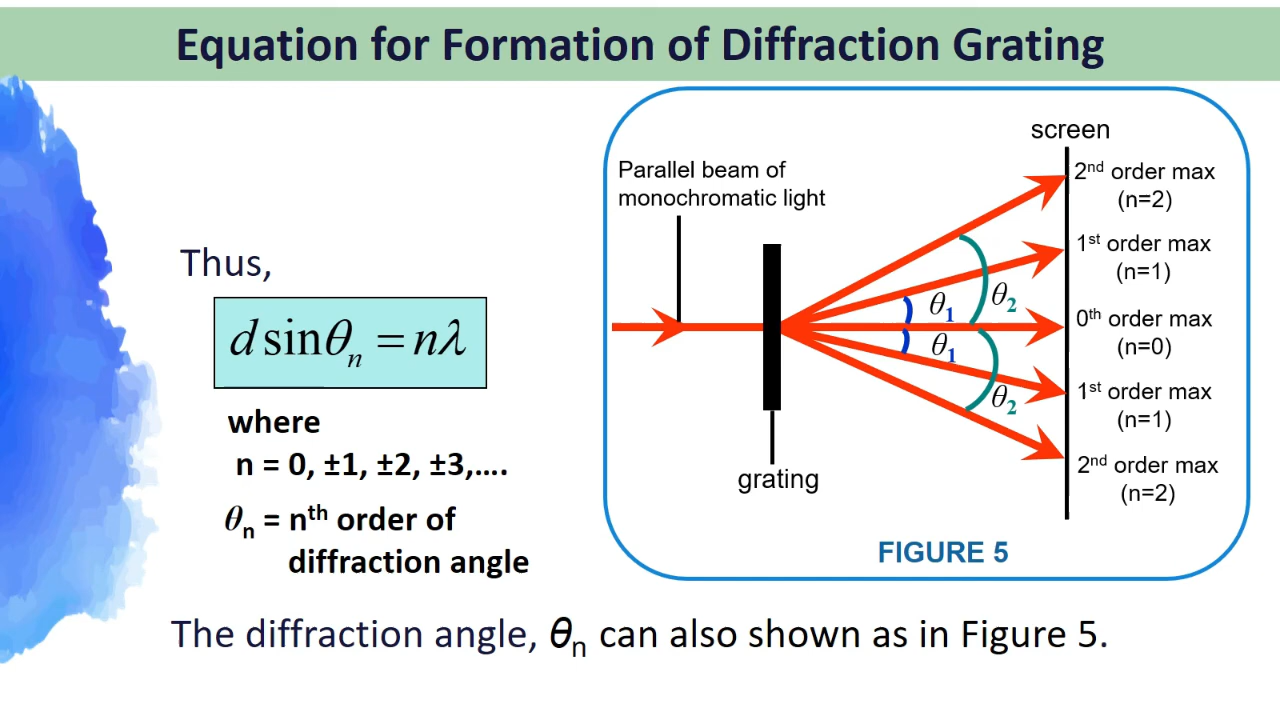 Equation for Formation of Diffraction Grating
Thus,
d sinθn = nλ
where
n = 0, ±1, ±2, ±3,....
θn = nth order of
diffraction angle
screen
Parallel beam of
monochromatic light
2nd order max
(n=2)
1st order max
(n=1)
θ1
θ2
0th order max
(n=0)
θ1
θ2
1st order max
(n=1)
2nd order max
(n=2)
grating
FIGURE 5
The diffraction angle, θn can also shown as in Figure 5.